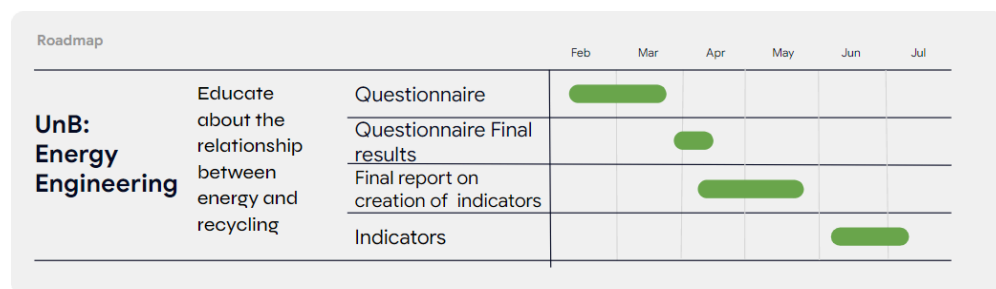 Roadmap
Feb Mar Apr May Jun Jul
UnB:
Energy
Engineering
Educate
about the
relationship
between
energy and
recycling
Questionnaire
Questionnaire Final
results
Final report on
creation of indicators
Indicators